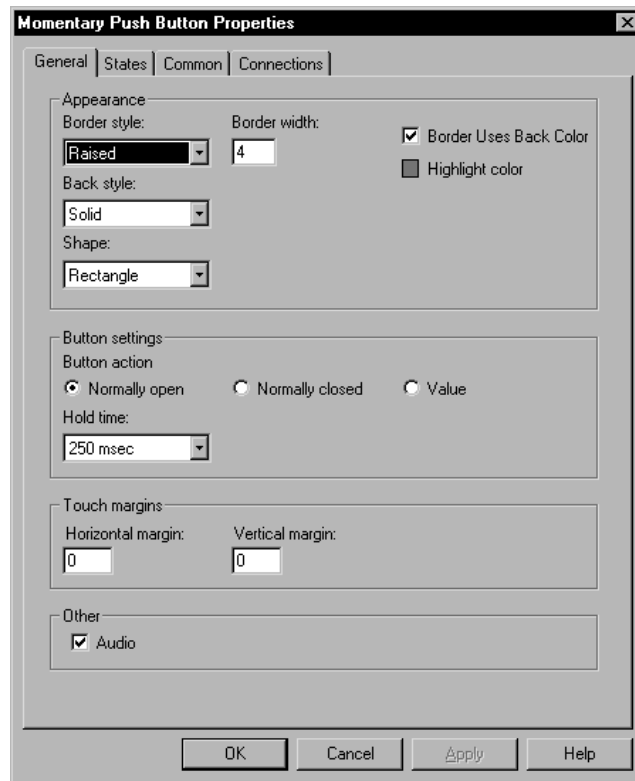 Momentary Push Button Properties
General States Common Connections
Appearance
Border style: Border width:
Raised 4 Border Uses Back Color
Highlight color
Back style:
Solid
Shape:
Rectangle
Button settings
Button action
Normally open Normally closed Value
Hold time:
250 msec
Touch margins
Horizontal margin: Vertical margin:
0 0
Other
Audio
OK Cancel Apply Help